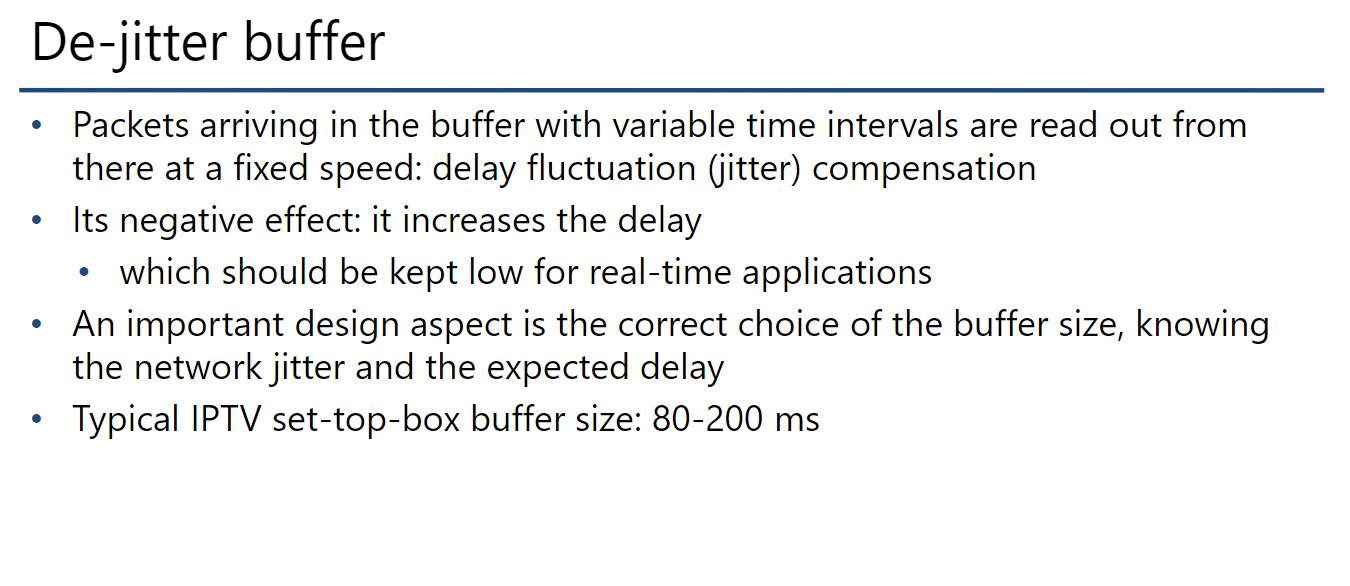 De-jitter buffer
• Packets arriving in the buffer with variable time intervals are read out from
there at a fixed speed: delay fluctuation (jitter) compensation
• Its negative effect: it increases the delay
• which should be kept low for real-time applications
• An important design aspect is the correct choice of the buffer size, knowing
the network jitter and the expected delay
• Typical IPTV set-top-box buffer size: 80-200 ms